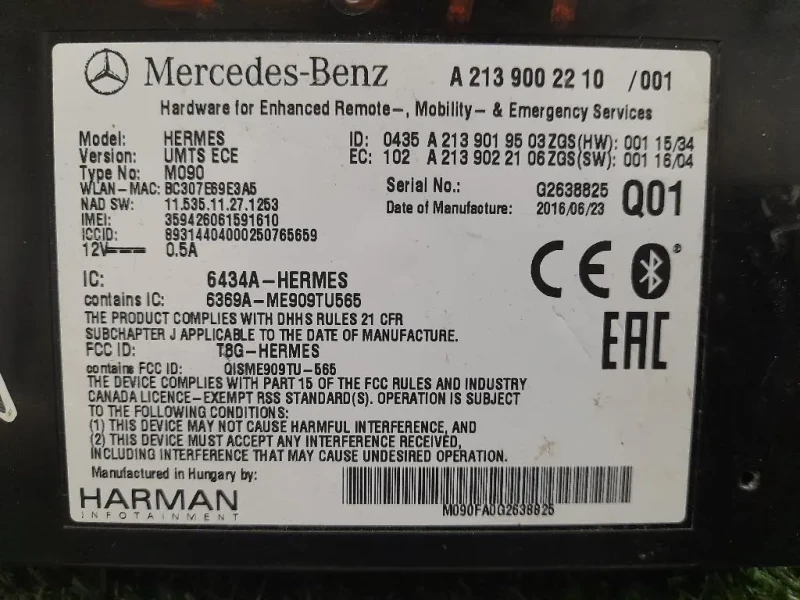 Mercedes-Benz A 213 900 22 10 /001
Hardware for Enhanced Remote-, Mobility- & Emergency Services
Model: HERMES ID: 0435 A 213 901 95 03 ZGS(HW): 001 15/34
Version: UMTS ECE EC: 102 A 213 902 21 06 ZGS(SW): 001 16/04
Type No: M090
WLAN-MAC: BC307E69E3A5 Serial No.: G2638825 Q01
NAD SW: 11.535.11.27.1253 Date of Manufacture: 2016/06/23
IMEI: 359426061591610
ICCID: 89314404000250765659
12V 0.5A
CE
IC: 6434A-HERMES
contains IC: 6369A-ME909TU565
THE PRODUCT COMPLIES WITH DHHS RULES 21 CFR
SUBCHAPTER J APPLICABLE TO THE DATE OF MANUFACTURE.
EAC
FCC ID: T8G-HERMES
contains FCC ID: QISME909TU-565
THE DEVICE COMPLIES WITH PART 15 OF THE FCC RULES AND INDUSTRY
CANADA LICENCE-EXEMPT RSS STANDARD(S). OPERATION IS SUBJECT
TO THE FOLLOWING CONDITIONS:
(1) THIS DEVICE MAY NOT CAUSE HARMFUL INTERFERENCE, AND
(2) THIS DEVICE MUST ACCEPT ANY INTERFERENCE RECEIVED,
INCLUDING INTERFERENCE THAT MAY CAUSE UNDESIRED OPERATION.
Manufactured in Hungary by:
HARMAN
INFOTAINMENT
M090FA0G2638825